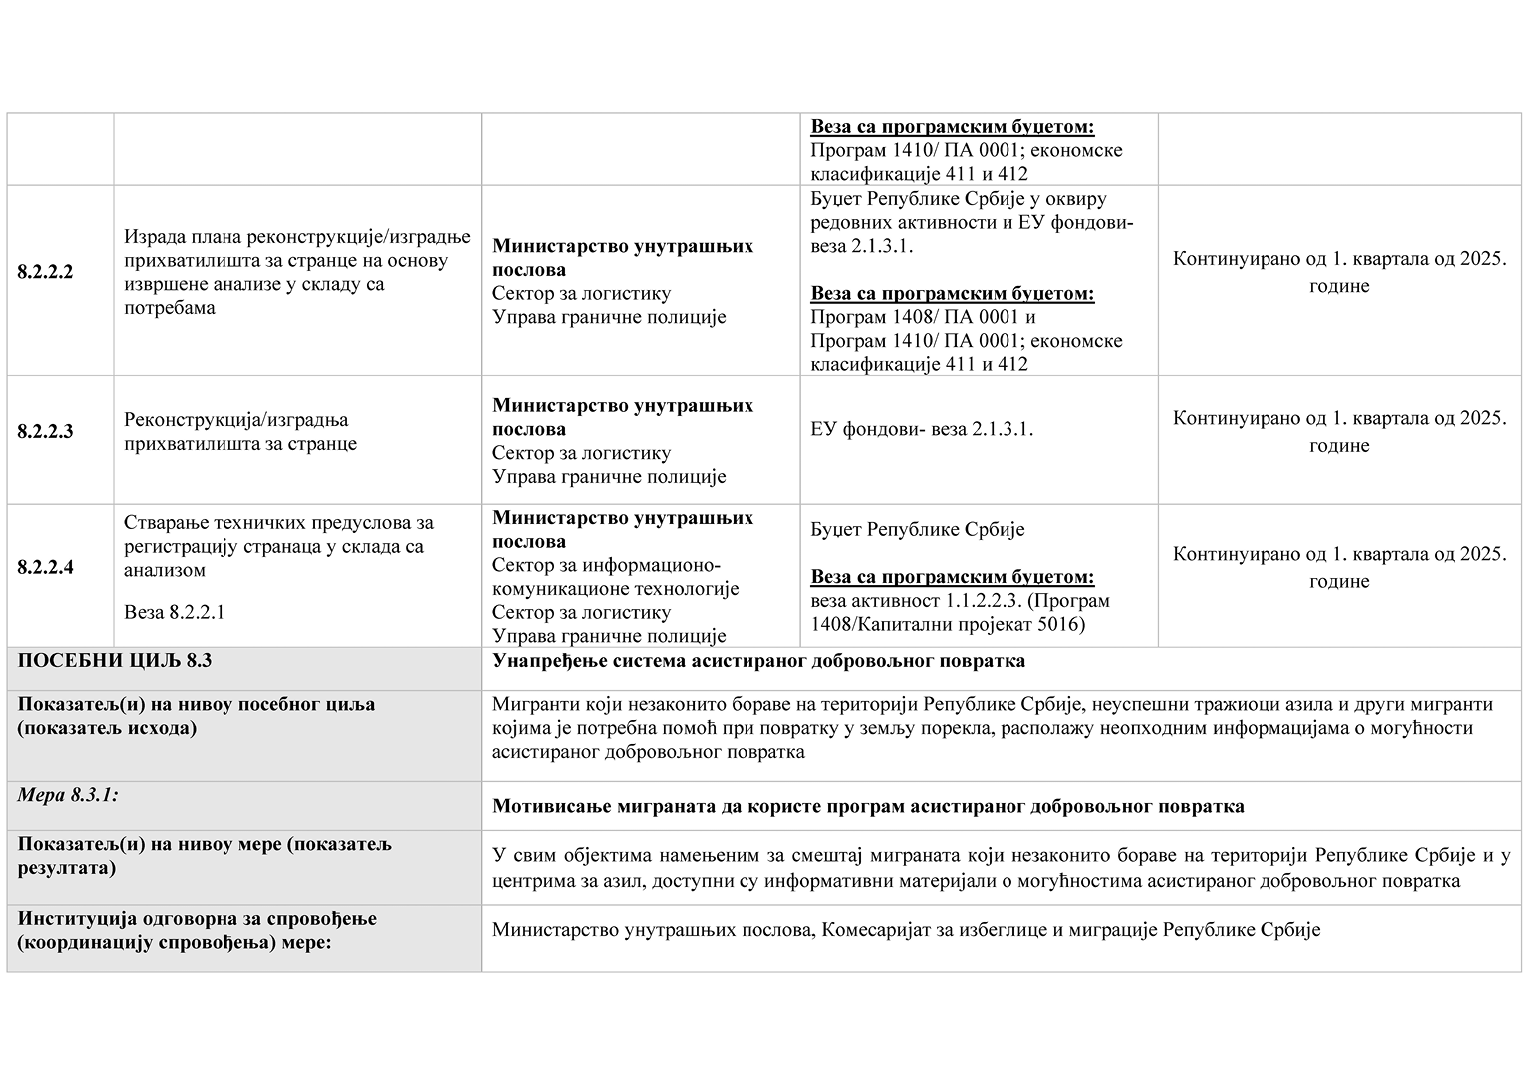 Веза са програмским буџетом:
Програм 1410/ ПА 0001; економске
класификације 411 и 412
8.2.2.2
Израда плана реконструкције/изградње
прихватилишта за странце на основу
извршене анализе у складу са
потребама
Министарство унутрашњих
послова
Сектор за логистику
Управа граничне полиције
Буџет Републике Србије у оквиру
редовних активности и ЕУ фондови-
веза 2.1.3.1.
Веза са програмским буџетом:
Програм 1408/ ПА 0001 и
Програм 1410/ ПА 0001; економске
класификације 411 и 412
Континуирано од 1. квартала од 2025.
године
8.2.2.3
Реконструкција/изградња
прихватилишта за странце
Министарство унутрашњих
послова
Сектор за логистику
Управа граничне полиције
ЕУ фондови- веза 2.1.3.1.
Континуирано од 1. квартала од 2025.
године
8.2.2.4
Стварање техничких предуслова за
регистрацију странаца у склада са
анализом
Веза 8.2.2.1
Министарство унутрашњих
послова
Сектор за информационо-
комуникационе технологије
Сектор за логистику
Управа граничне полиције
Буџет Републике Србије
Веза са програмским буџетом:
веза активност 1.1.2.2.3. (Програм
1408/Капитални пројекат 5016)
Континуирано од 1. квартала од 2025.
године
ПОСЕБНИ ЦИЉ 8.3
Унапређење система асистираног добровољног повратка
Показатељ(и) на нивоу посебног циља
(показатељ исхода)
Мигранти који незаконито бораве на територији Републике Србије, неуспешни тражиоци азила и други мигранти
којима је потребна помоћ при повратку у земљу порекла, располажу неопходним информацијама о могућности
асистираног добровољног повратка
Мера 8.3.1:
Мотивисање миграната да користе програм асистираног добровољног повратка
Показатељ(и) на нивоу мере (показатељ
резултата)
У свим објектима намењеним за смештај миграната који незаконито бораве на територији Републике Србије и у
центрима за азил, доступни су информативни материјали о могућностима асистираног добровољног повратка
Институција одговорна за спровођење
(координацију спровођења) мере:
Министарство унутрашњих послова, Комесаријат за избеглице и миграције Републике Србије